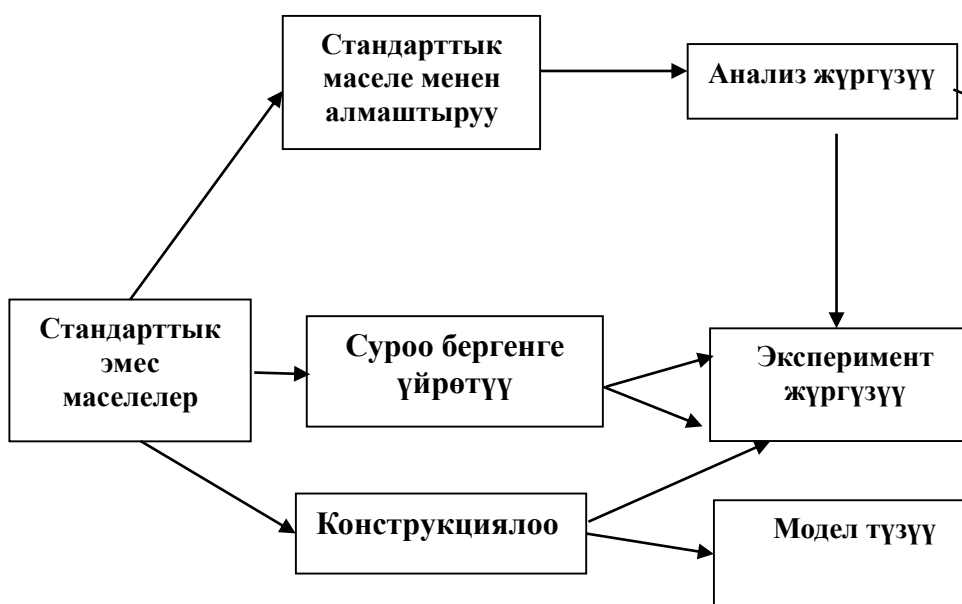 Стандарттык
маселе менен
алмаштыруу
Анализ жүргүзүү
Стандарттык
эмес
маселелер
Суроо бергенге
үйрөтүү
Эксперимент
жүргүзүү
Конструкциялоо
Модел түзүү